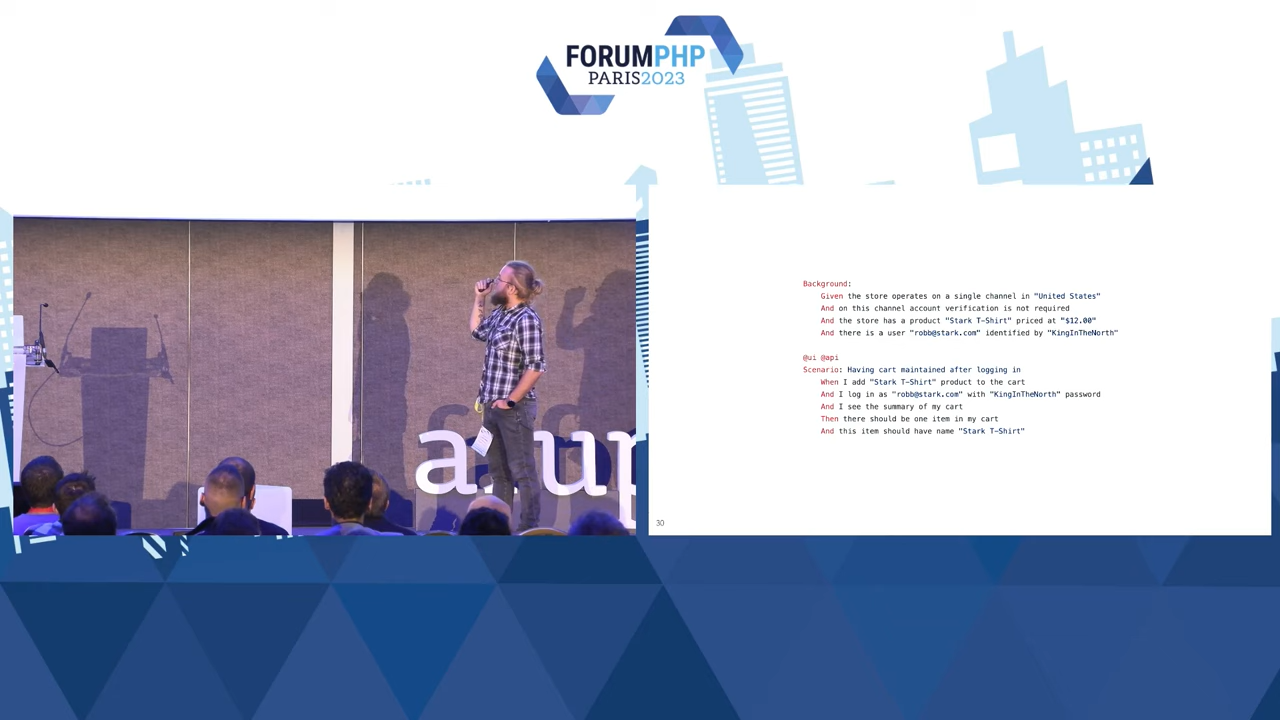 FORUMPHP
PARIS2023
Background:
Given the store operates on a single channel in "United States"
And on this channel account verification is not required
And the store has a product "Stark T-Shirt" priced at "$12.00"
And there is a user "robb@stark.com" identified by "KingInTheNorth"
@ui @api
Scenario: Having cart maintained after logging in
When I add "Stark T-Shirt" product to the cart
And I log in as "robb@stark.com" with "KingInTheNorth" password
And I see the summary of my cart
Then there should be one item in my cart
And this item should have name "Stark T-Shirt"
30